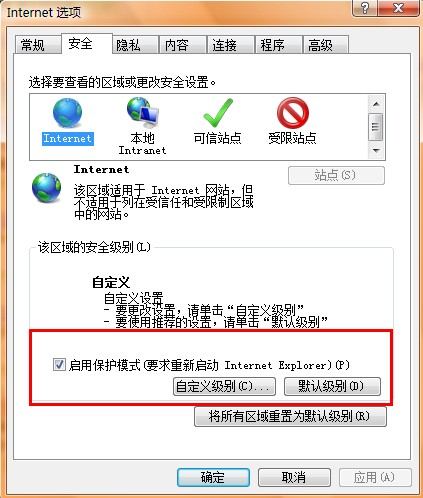 Internet 选项
常规 安全 隐私 内容 连接 程序 高级
选择要查看的区域或更改安全设置。
Internet 本地 Intranet 可信站点 受限站点
Internet
站点(S)
该区域适用于 Internet 网站，但
不适用于列在受信任和受限制区域
中的网站。
该区域的安全级别(L)
自定义
自定义设置
- 要更改设置，请单击“自定义级别”
- 要使用推荐的设置，请单击“默认级别”
启用保护模式(要求重新启动 Internet Explorer)(P)
自定义级别(C)... 默认级别(D)
将所有区域重置为默认级别(R)
确定 取消 应用(A)